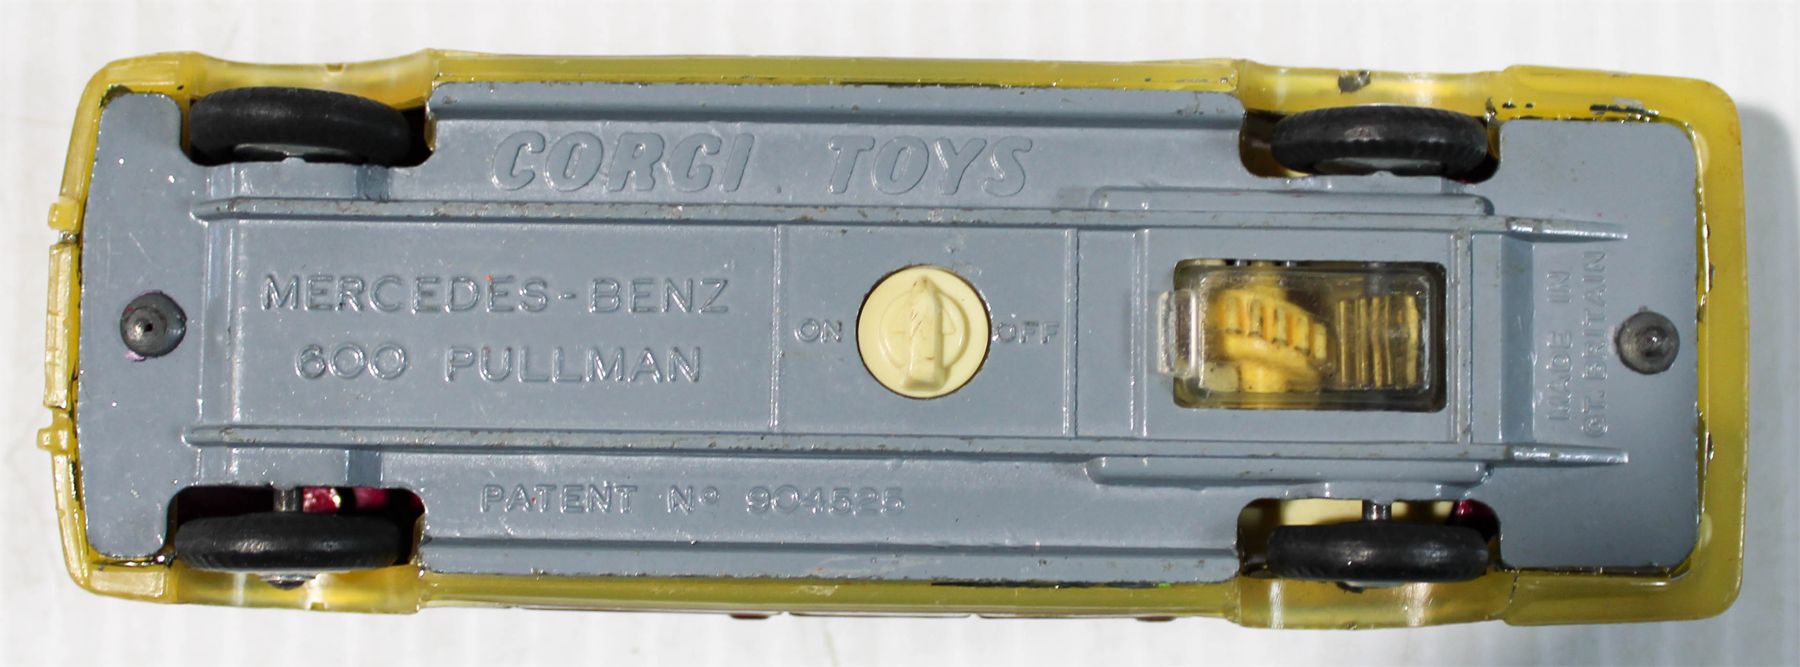 CORGI TOYS
MERCEDES-BENZ
600 PULLMAN
ON OFF
PATENT No 904525
MADE IN
GT. BRITAIN